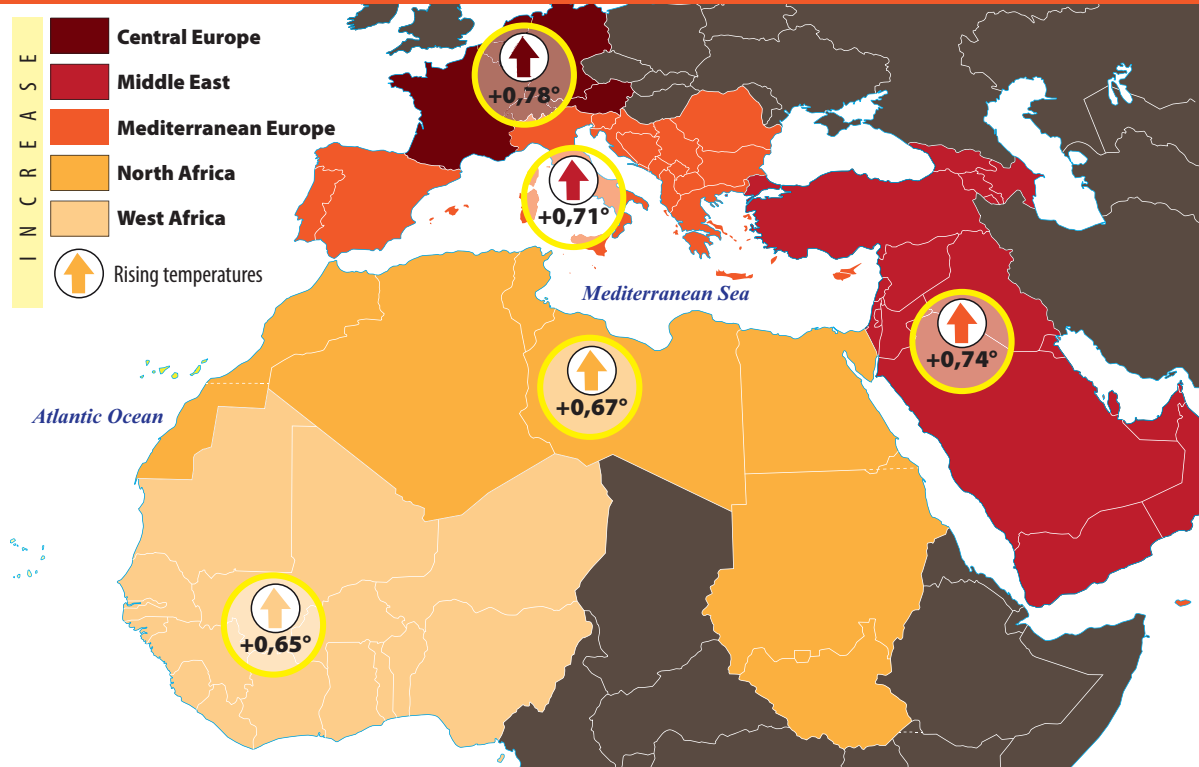 INCREASE
Central Europe
Middle East
Mediterranean Europe
North Africa
West Africa
Rising temperatures
+0,78°
+0,71°
Mediterranean Sea
+0,74°
+0,67°
Atlantic Ocean
+0,65°